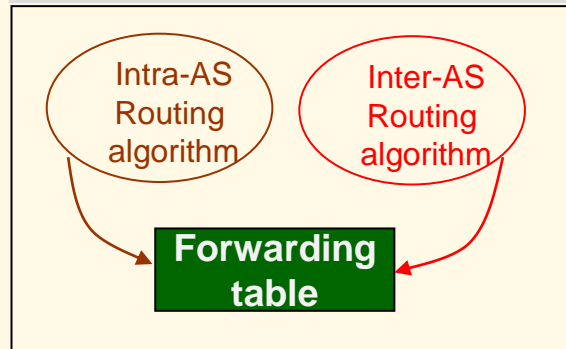 Intra-AS
Routing
algorithm
Inter-AS
Routing
algorithm
Forwarding
table